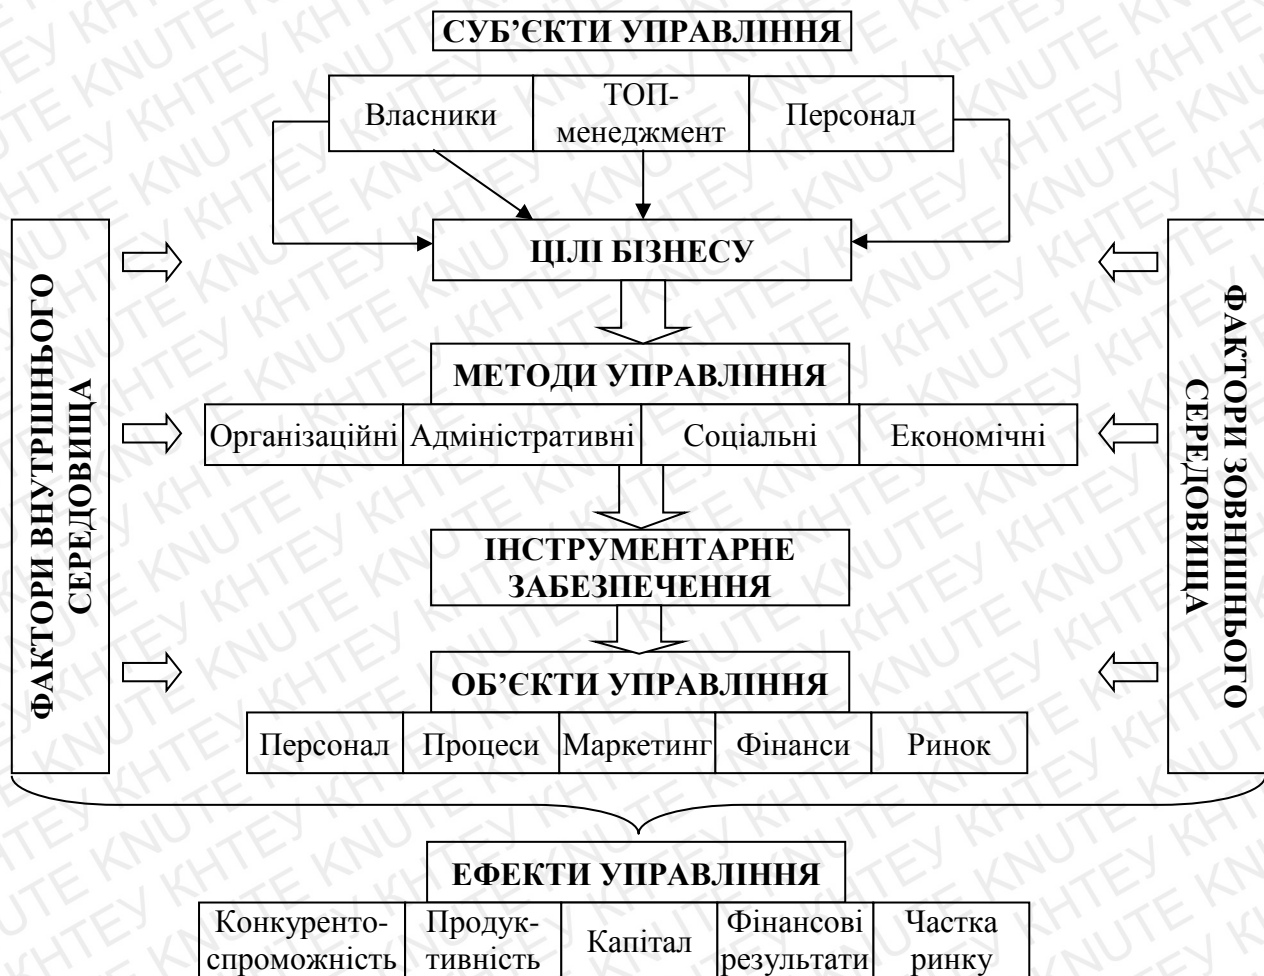 СУБ’ЄКТИ УПРАВЛІННЯ
Власники
ТОП-
менеджмент
Персонал
ЦІЛІ БІЗНЕСУ
ФАКТОРИ ВНУТРІШНЬОГО
СЕРЕДОВИЩА
ФАКТОРИ ЗОВНІШНЬОГО
СЕРЕДОВИЩА
МЕТОДИ УПРАВЛІННЯ
Організаційні
Адміністративні
Соціальні
Економічні
ІНСТРУМЕНТАРНЕ
ЗАБЕЗПЕЧЕННЯ
ОБ’ЄКТИ УПРАВЛІННЯ
Персонал
Процеси
Маркетинг
Фінанси
Ринок
ЕФЕКТИ УПРАВЛІННЯ
Конкуренто-
спроможність
Продук-
тивність
Капітал
Фінансові
результати
Частка
ринку